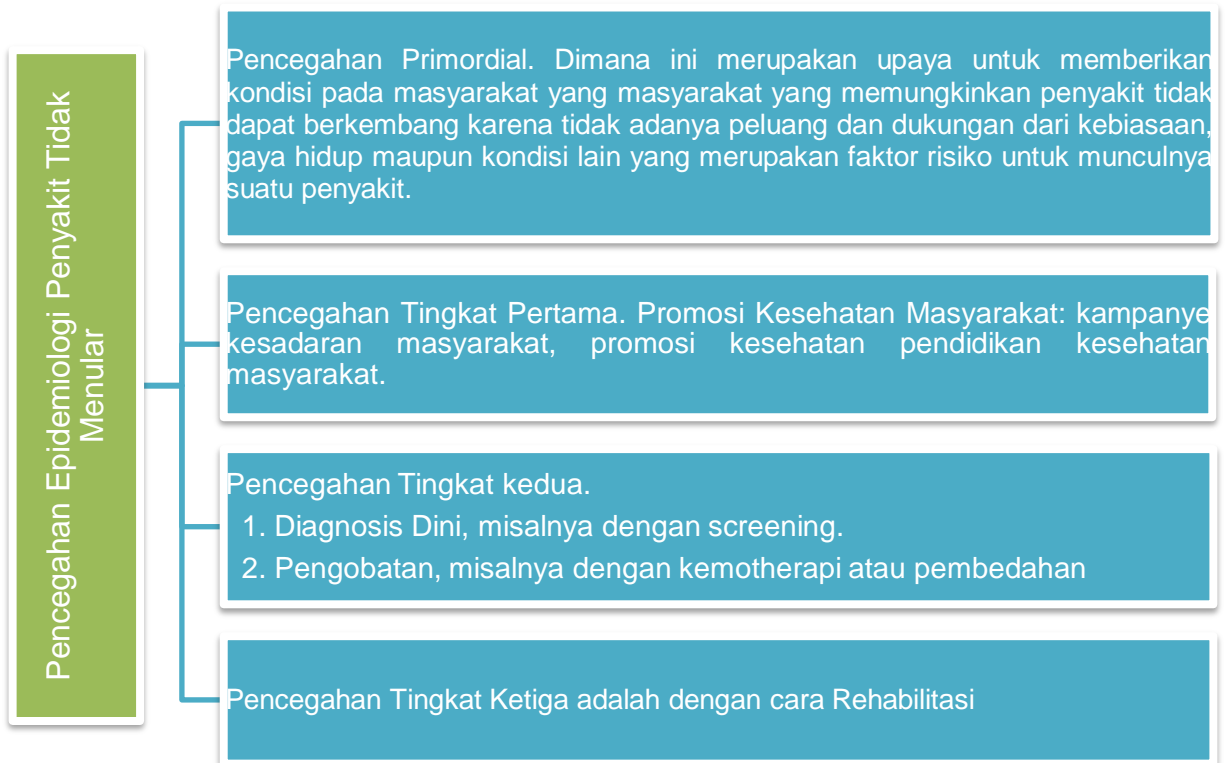 Pencegahan Epidemiologi Penyakit Tidak
Menular
Pencegahan Primordial. Dimana ini merupakan upaya untuk memberikan
kondisi pada masyarakat yang masyarakat yang memungkinkan penyakit tidak
dapat berkembang karena tidak adanya peluang dan dukungan dari kebiasaan,
gaya hidup maupun kondisi lain yang merupakan faktor risiko untuk munculnya
suatu penyakit.
Pencegahan Tingkat Pertama. Promosi Kesehatan Masyarakat: kampanye
kesadaran masyarakat, promosi kesehatan pendidikan kesehatan
masyarakat.
Pencegahan Tingkat kedua.
1. Diagnosis Dini, misalnya dengan screening.
2. Pengobatan, misalnya dengan kemotherapi atau pembedahan
Pencegahan Tingkat Ketiga adalah dengan cara Rehabilitasi